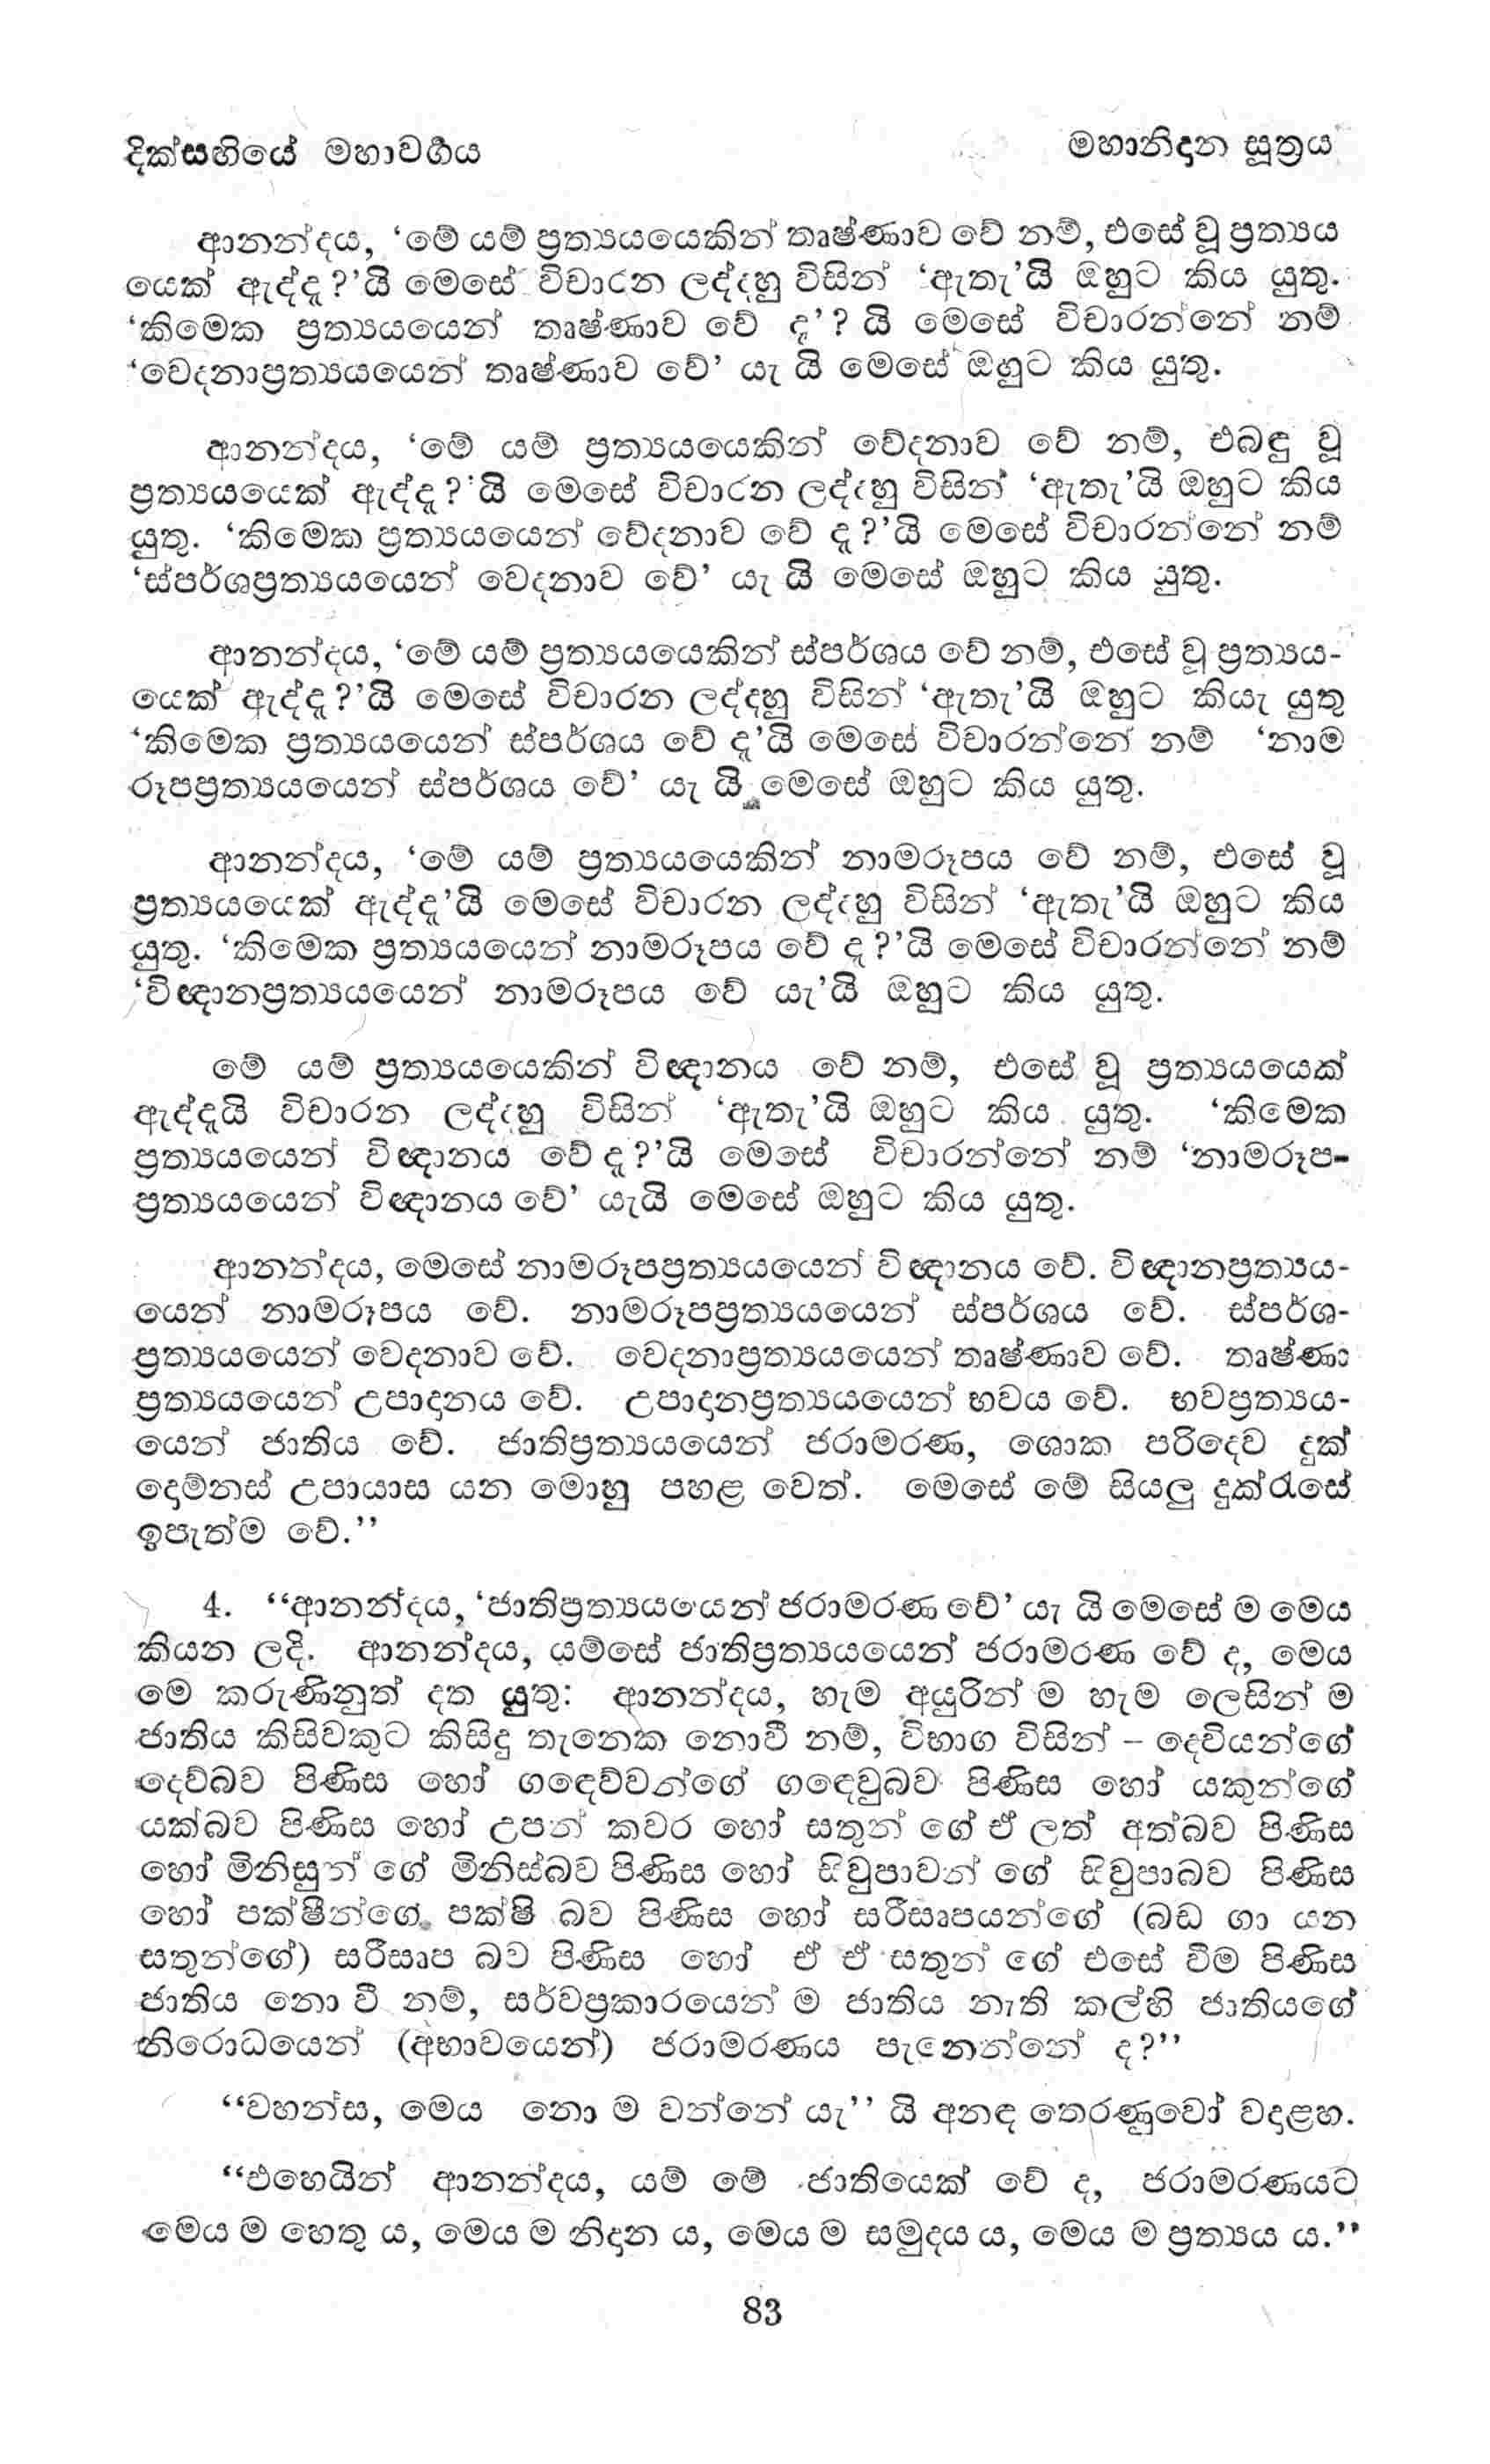 දික්සඟියේ මහාවර්ගය
මහානිදාන සූත්‍රය
ආනන්දය, ‘මේ යම් ප්‍රත්‍යයයෙකින් තෘෂ්ණාව වේ නම්, එසේ වූ ප්‍රත්‍යය
යෙක් ඇද්ද?’යි මෙසේ විචාරන ලද්දහු විසින් ‘ඇතැ’යි ඔහුට කිය යුතු.
‘කිමෙක ප්‍රත්‍යයයෙන් තෘෂ්ණාව වේ ද’? යි මෙසේ විචාරන්නේ නම්
‘වෙදනාප්‍රත්‍යයයෙන් තෘෂ්ණාව වේ’ යැ යි මෙසේ ඔහුට කිය යුතු.
ආනන්දය, ‘මේ යම් ප්‍රත්‍යයයෙකින් වේදනාව වේ නම්, එබඳු වූ
ප්‍රත්‍යයයෙක් ඇද්ද?’යි මෙසේ විචාරන ලද්දහු විසින් ‘ඇතැ’යි ඔහුට කිය
යුතු. ‘කිමෙක ප්‍රත්‍යයයෙන් වේදනාව වේ ද?’යි මෙසේ විචාරන්නේ නම්
‘ස්පර්ශප්‍රත්‍යයයෙන් වෙදනාව වේ’ යැ යි මෙසේ ඔහුට කිය යුතු.
ආනන්දය, ‘මේ යම් ප්‍රත්‍යයයෙකින් ස්පර්ශය වේ නම්, එසේ වූ ප්‍රත්‍යය-
යෙක් ඇද්ද?’යි මෙසේ විචාරන ලද්දහු විසින් ‘ඇතැ’යි ඔහුට කියැ යුතු
‘කිමෙක ප්‍රත්‍යයයෙන් ස්පර්ශය වේ ද’යි මෙසේ විචාරන්නේ නම් ‘නාම
රූපප්‍රත්‍යයයෙන් ස්පර්ශය වේ’ යැ යි මෙසේ ඔහුට කිය යුතු.
ආනන්දය, ‘මේ යම් ප්‍රත්‍යයයෙකින් නාමරූපය වේ නම්, එසේ වූ
ප්‍රත්‍යයයෙක් ඇද්ද’යි මෙසේ විචාරන ලද්දහු විසින් ‘ඇතැ’යි ඔහුට කිය
යුතු. ‘කිමෙක ප්‍රත්‍යයයෙන් නාමරූපය වේ ද?’යි මෙසේ විචාරන්නේ නම්
‘විඤානප්‍රත්‍යයයෙන් නාමරූපය වේ යැ’යි ඔහුට කිය යුතු.
මේ යම් ප්‍රත්‍යයයෙකින් විඤානය වේ නම්, එසේ වූ ප්‍රත්‍යයයෙක්
ඇද්දැයි විචාරන ලද්දහු විසින් ‘ඇතැ’යි ඔහුට කිය යුතු. ‘කිමෙක
ප්‍රත්‍යයයෙන් විඤානය වේ ද?’යි මෙසේ විචාරන්නේ නම් ‘නාමරූප-
ප්‍රත්‍යයයෙන් විඤානය වේ’ යැයි මෙසේ ඔහුට කිය යුතු.
ආනන්දය, මෙසේ නාමරූපප්‍රත්‍යයයෙන් විඤානය වේ. විඤානප්‍රත්‍යය-
යෙන් නාමරූපය වේ. නාමරූපප්‍රත්‍යයයෙන් ස්පර්ශය වේ. ස්පර්ශ-
ප්‍රත්‍යයයෙන් වෙදනාව වේ. වෙදනාප්‍රත්‍යයයෙන් තෘෂ්ණාව වේ. තෘෂ්ණා
ප්‍රත්‍යයයෙන් උපාදානය වේ. උපාදානප්‍රත්‍යයයෙන් භවය වේ. භවප්‍රත්‍යය-
යෙන් ජාතිය වේ. ජාතිප්‍රත්‍යයයෙන් ජරාමරණ, ශොක පරිදෙව දුක්
දොම්නස් උපායාස යන මොහු පහළ වෙත්. මෙසේ මේ සියලු දුක්රැසේ
ඉපැත්ම වේ.’’
4. ‘‘ආනන්දය, ‘ජාතිප්‍රත්‍යයයෙන් ජරාමරණ වේ’ යැ යි මෙසේ ම මෙය
කියන ලදි. ආනන්දය, යම්සේ ජාතිප්‍රත්‍යයයෙන් ජරාමරණ වේ ද, මෙය
මෙ කරුණිනුත් දත යුතු: ආනන්දය, හැම අයුරින් ම හැම ලෙසින් ම
ජාතිය කිසිවකුට කිසිදු තැනෙක නොවී නම්, විභාග විසින් – දෙවියන්ගේ
දෙව්බව පිණිස හෝ ගඳෙව්වන්ගේ ගඳෙව්බව පිණිස හෝ යකුන්ගේ
යක්බව පිණිස හෝ උපන් කවර හෝ සතුන් ගේ ඒ ලත් අත්බව පිණිස
හෝ මිනිසුන් ගේ මිනිස්බව පිණිස හෝ සිවුපාවන් ගේ සිවුපාබව පිණිස
හෝ පක්ෂීන්ගේ පක්ෂි බව පිණිස හෝ සරීසෘපයන්ගේ (බඩ ගා යන
සතුන්ගේ) සරීසෘප බව පිණිස හෝ ඒ ඒ සතුන් ගේ එසේ වීම පිණිස
ජාතිය නො වී නම්, සර්වප්‍රකාරයෙන් ම ජාතිය නැති කල්හි ජාතියගේ
නිරොධයෙන් (අභාවයෙන්) ජරාමරණය පැනෙන්නේ ද?’’
‘‘වහන්ස, මෙය නො ම වන්නේ යැ’’ යි අනඳ තෙරණුවෝ වදාළහ.
‘‘එහෙයින් ආනන්දය, යම් මේ ජාතියෙක් වේ ද, ජරාමරණයට
මෙය ම හෙතු ය, මෙය ම නිදාන ය, මෙය ම සමුදය ය, මෙය ම ප්‍රත්‍යය ය.’’
83